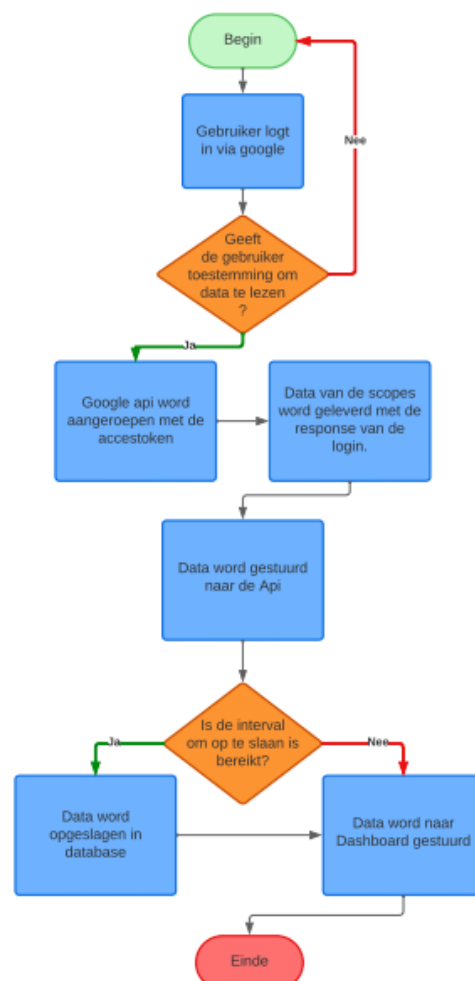 Begin
Nee
Gebruiker logt
in via google
Geeft
de gebruiker
toestemming om
data te lezen
?
Ja
Google api word
aangeroepen met de
accestoken
Data van de scopes
word geleverd met de
response van de
login.
Data word gestuurd
naar de Api
Is de interval
om op te slaan is
bereikt?
Ja
Nee
Data word
opgeslagen in
database
Data word naar
Dashboard gestuurd
Einde